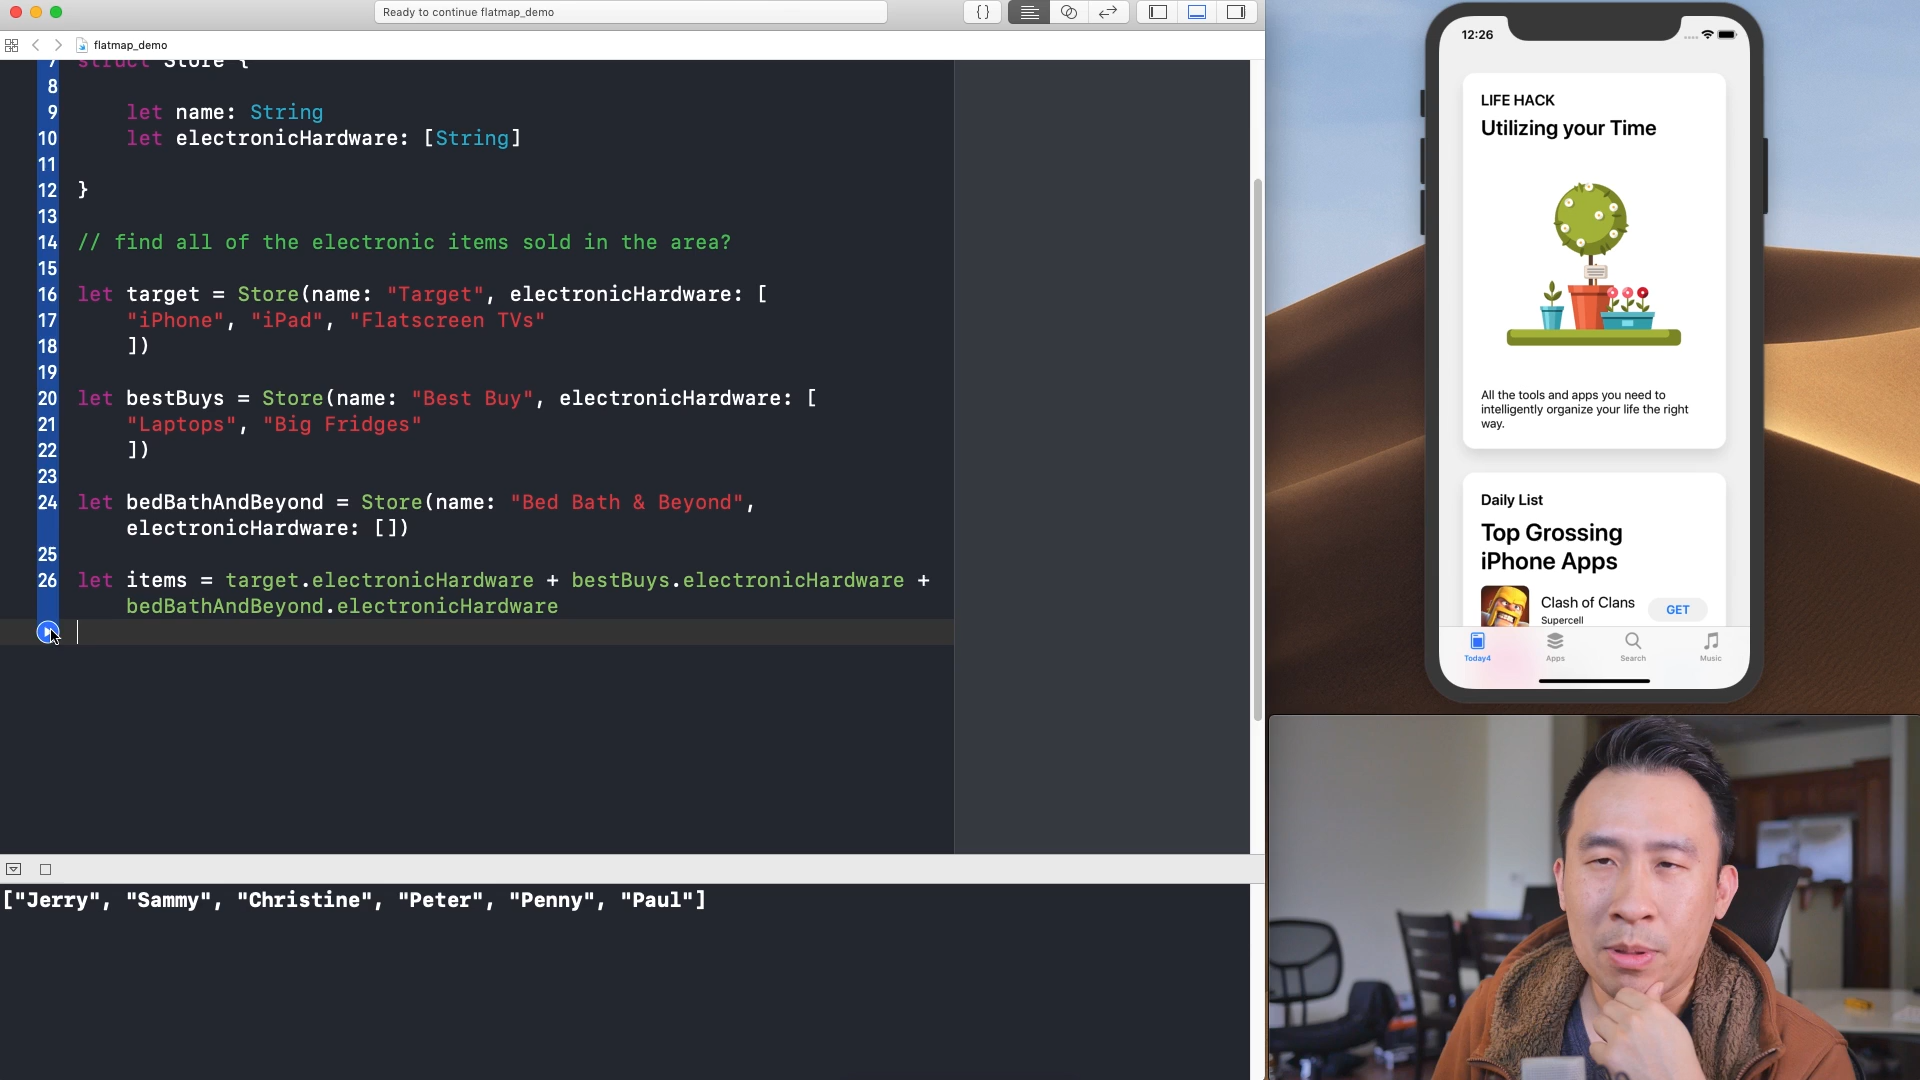 Ready to continue flatmap_demo
{}
flatmap_demo
7 struct Store {
8
9 let name: String
10 let electronicHardware: [String]
11
12 }
13
14 // find all of the electronic items sold in the area?
15
16 let target = Store(name: "Target", electronicHardware: [
17 "iPhone", "iPad", "Flatscreen TVs"
18 ])
19
20 let bestBuys = Store(name: "Best Buy", electronicHardware: [
21 "Laptops", "Big Fridges"
22 ])
23
24 let bedBathAndBeyond = Store(name: "Bed Bath & Beyond",
electronicHardware: [])
25
26 let items = target.electronicHardware + bestBuys.electronicHardware +
bedBathAndBeyond.electronicHardware
["Jerry", "Sammy", "Christine", "Peter", "Penny", "Paul"]
12:26
LIFE HACK
Utilizing your Time
All the tools and apps you need to
intelligently organize your life the right
way.
Daily List
Top Grossing
iPhone Apps
Clash of Clans
GET
Supercell
Today4
Apps
Search
Music